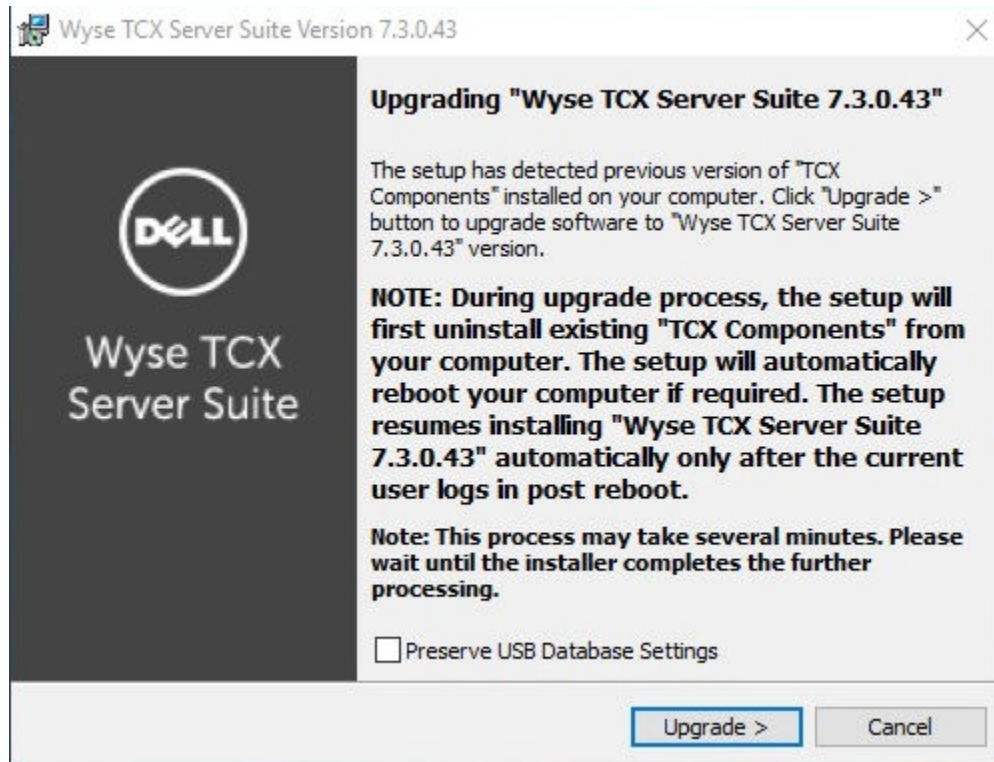 Wyse TCX Server Suite Version 7.3.0.43
Upgrading "Wyse TCX Server Suite 7.3.0.43"
The setup has detected previous version of "TCX
Components" installed on your computer. Click "Upgrade >"
button to upgrade software to "Wyse TCX Server Suite
7.3.0.43" version.
NOTE: During upgrade process, the setup will
first uninstall existing "TCX Components" from
your computer. The setup will automatically
reboot your computer if required. The setup
resumes installing "Wyse TCX Server Suite
7.3.0.43" automatically only after the current
user logs in post reboot.
Note: This process may take several minutes. Please
wait until the installer completes the further
processing.
Preserve USB Database Settings
DELL
Wyse TCX
Server Suite
Upgrade >
Cancel